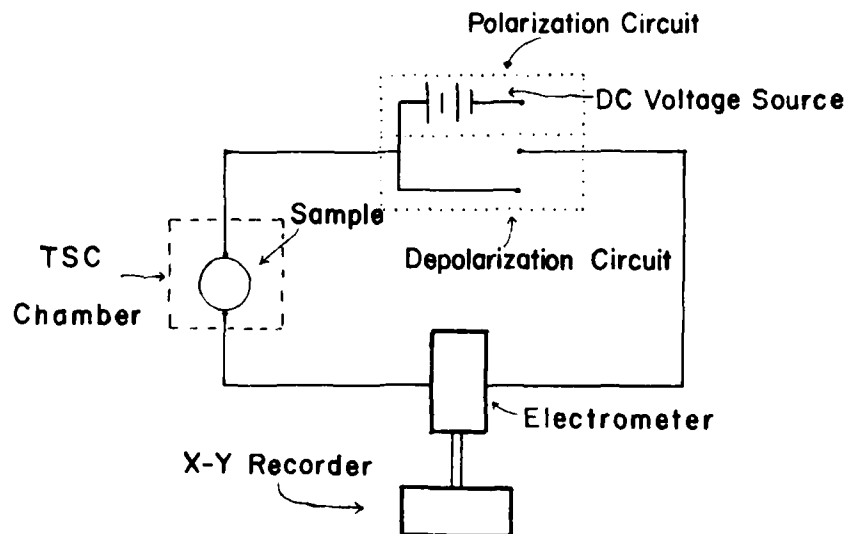 Polarization Circuit
DC Voltage Source
Sample
TSC
Chamber
Depolarization Circuit
Electrometer
X-Y Recorder